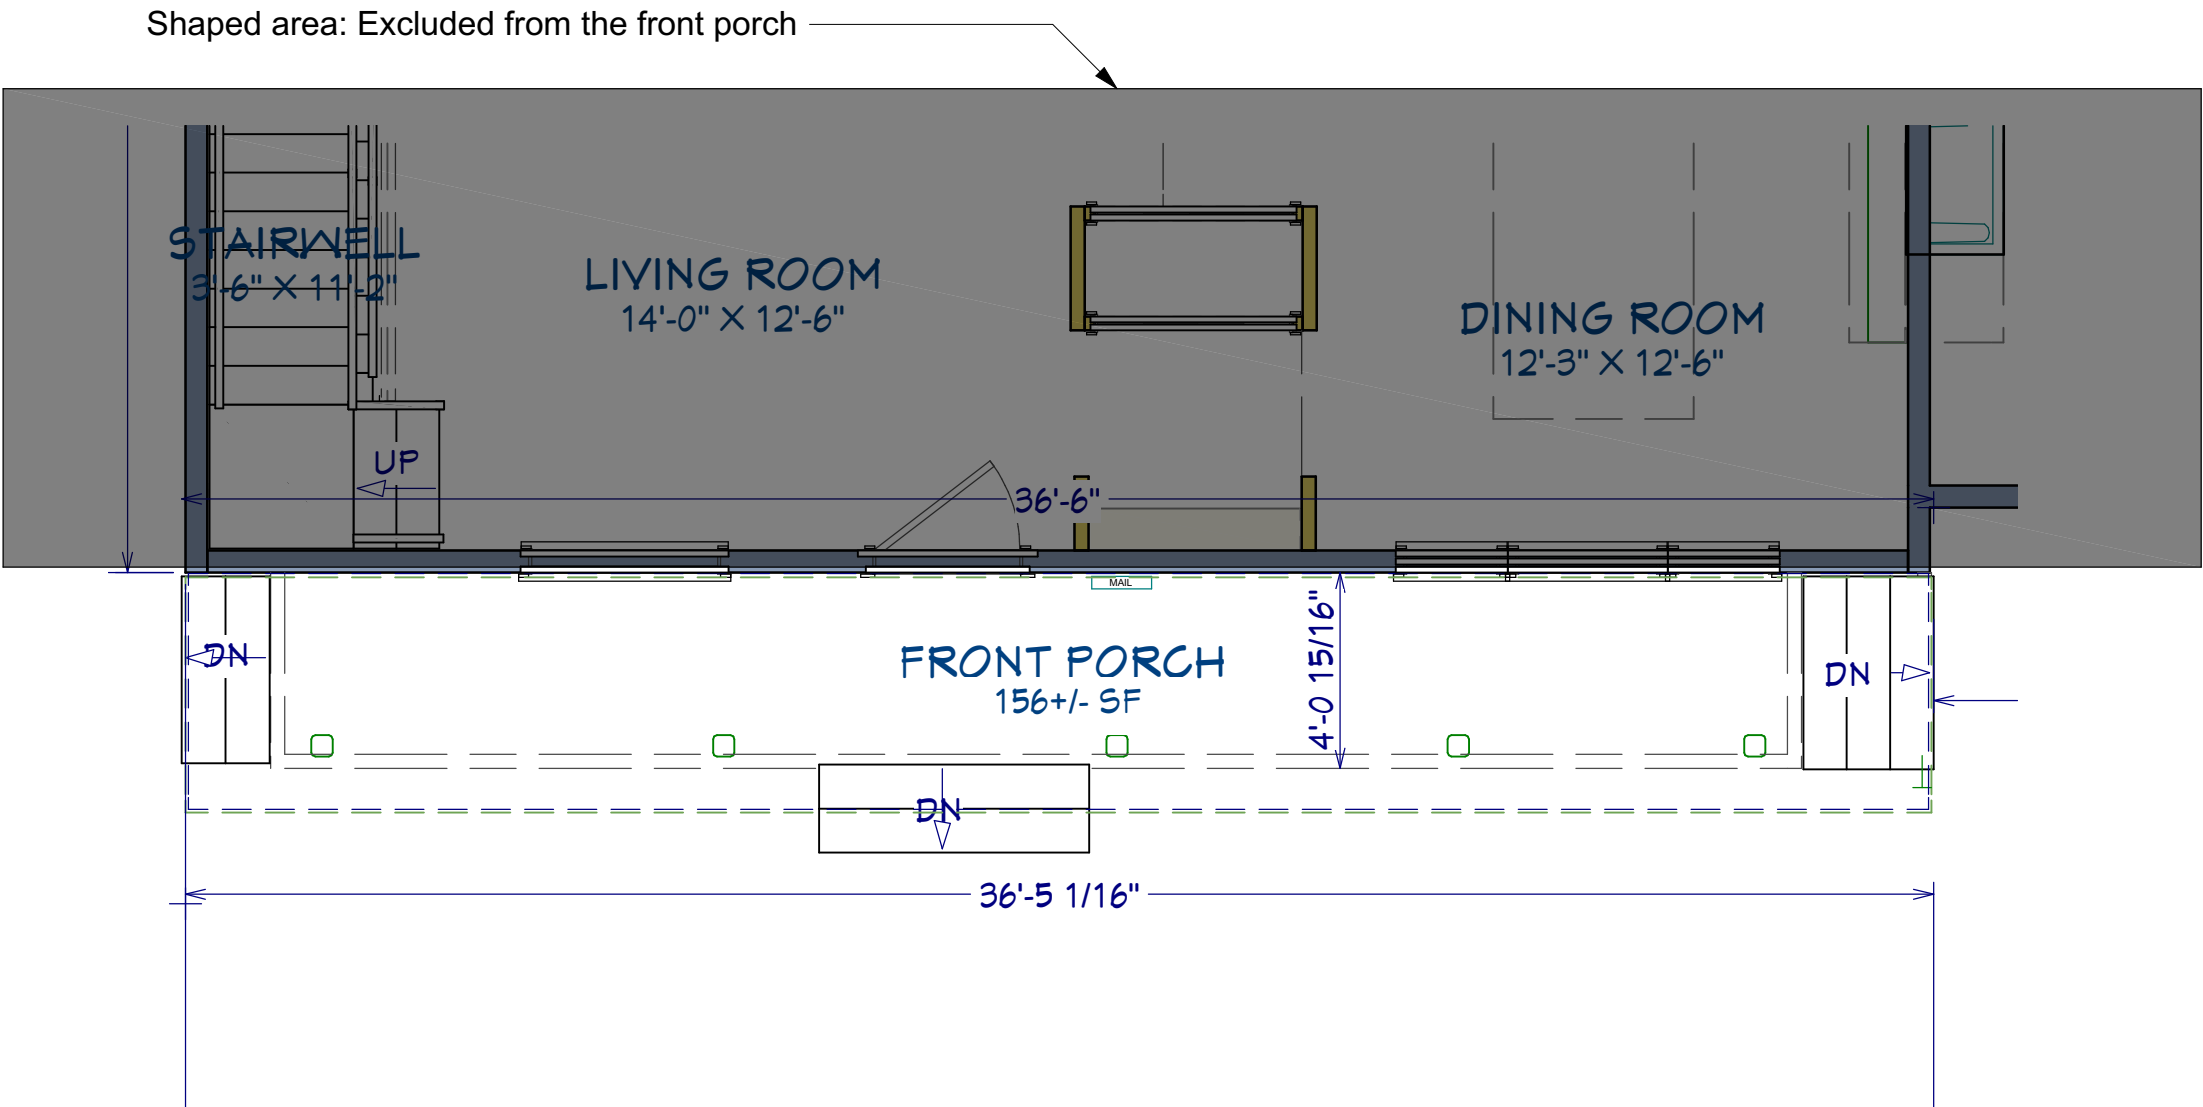 Shaped area: Excluded from the front porch
STAIRWELL
3'-6" X 11'-2"
LIVING ROOM
14'-0" X 12'-6"
DINING ROOM
12'-3" X 12'-6"
UP
36'-6"
MAIL
DN
FRONT PORCH
156+/- SF
4'-0 15/16"
DN
DN
36'-5 1/16"